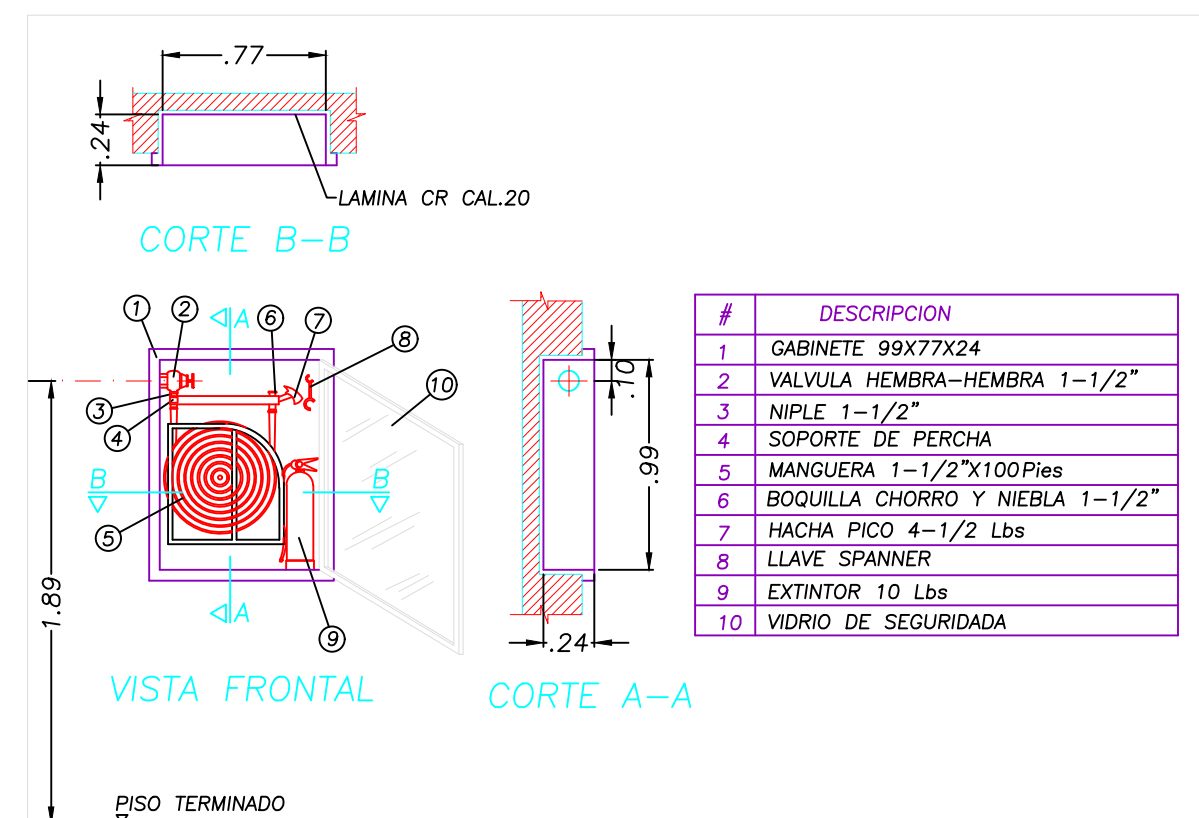 .77
.24
LAMINA CR CAL.20
CORTE B-B
1
2
A
6
7
8
10
3
4
B
B
5
A
9
1.89
VISTA FRONTAL
PISO TERMINADO
.10
.99
.24
CORTE A-A
# DESCRIPCION
1 GABINETE 99X77X24
2 VALVULA HEMBRA-HEMBRA 1-1/2"
3 NIPLE 1-1/2"
4 SOPORTE DE PERCHA
5 MANGUERA 1-1/2"X100Pies
6 BOQUILLA CHORRO Y NIEBLA 1-1/2"
7 HACHA PICO 4-1/2 Lbs
8 LLAVE SPANNER
9 EXTINTOR 10 Lbs
10 VIDRIO DE SEGURIDADA